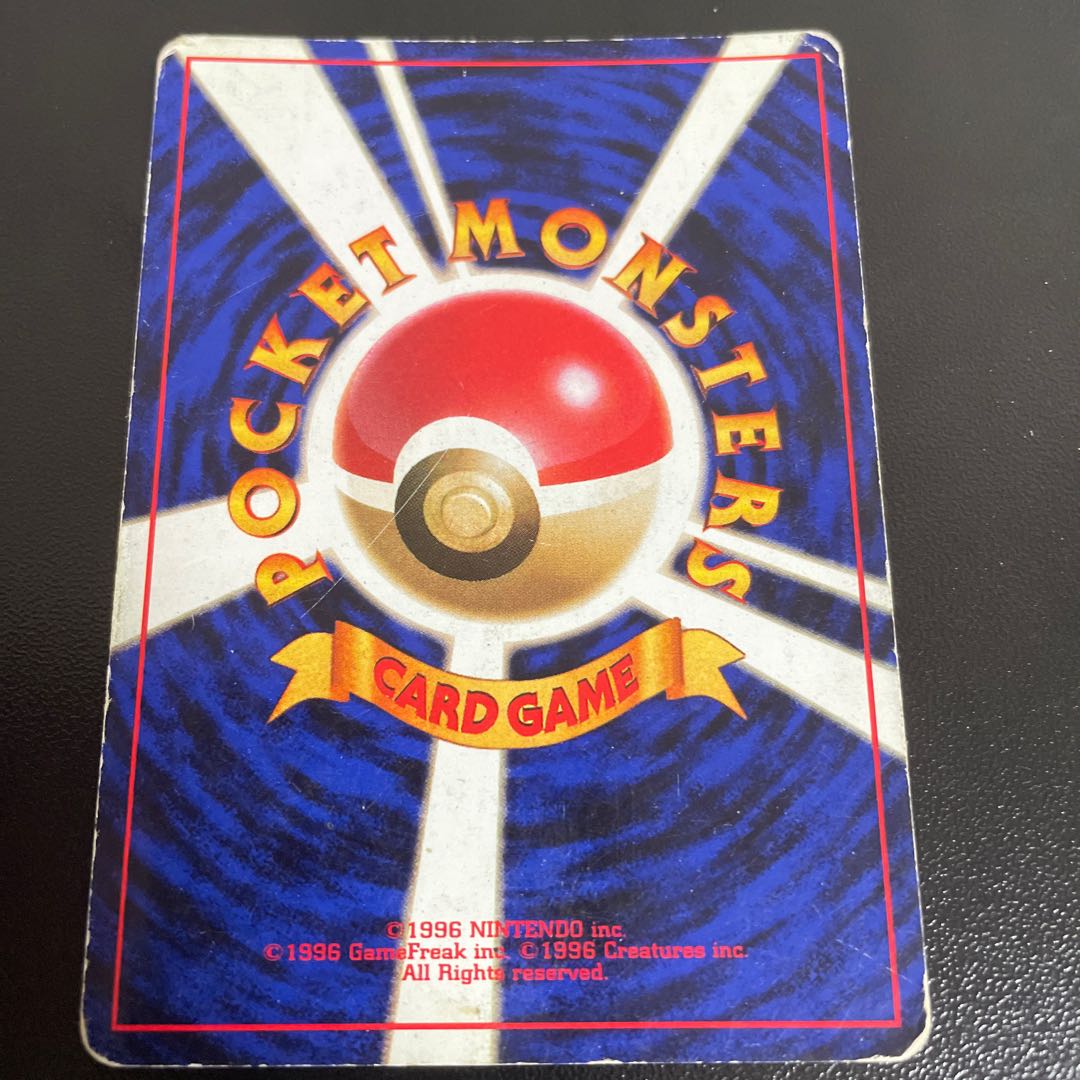 POCKET MONSTERS
CARD GAME
©1996 NINTENDO inc.
©1996 GameFreak inc. ©1996 Creatures inc.
All Rights reserved.